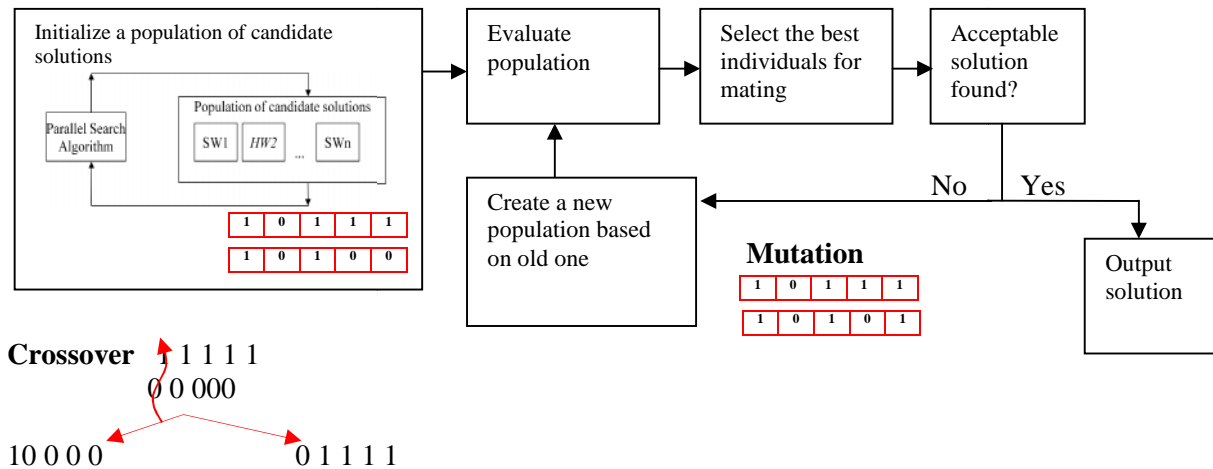 Initialize a population of candidate
solutions
Parallel Search
Algorithm
Population of candidate solutions
SW1 HW2 ... SWn
1 0 1 1 1
1 0 1 0 0
Evaluate
population
Select the best
individuals for
mating
Acceptable
solution
found?
No Yes
Create a new
population based
on old one
Mutation
1 0 1 1 1
1 0 1 0 1
Output
solution
Crossover 1 1 1 1 1
0 0 000
10 0 0 0
0 1 1 1 1